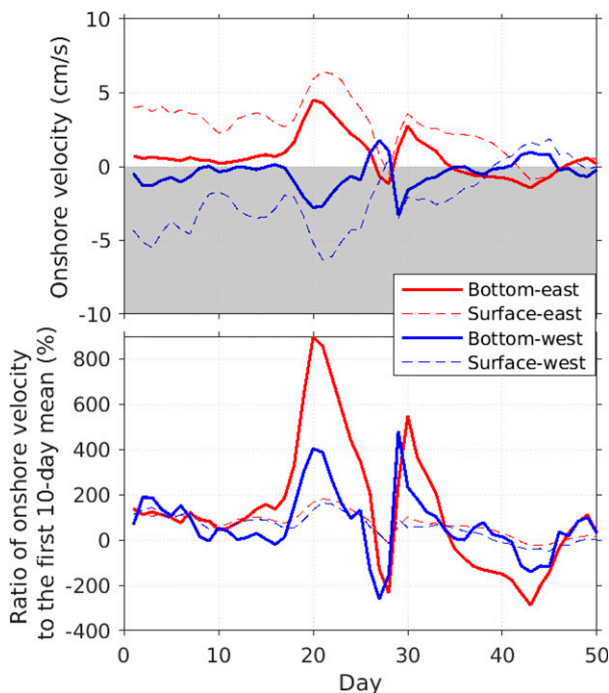 10
5
0
-5
-10
Onshore velocity (cm/s)
Bottom-east
Surface-east
Bottom-west
Surface-west
800
600
400
200
0
-200
-400
Ratio of onshore velocity
to the first 10-day mean (%)
0 10 20 30 40 50
Day